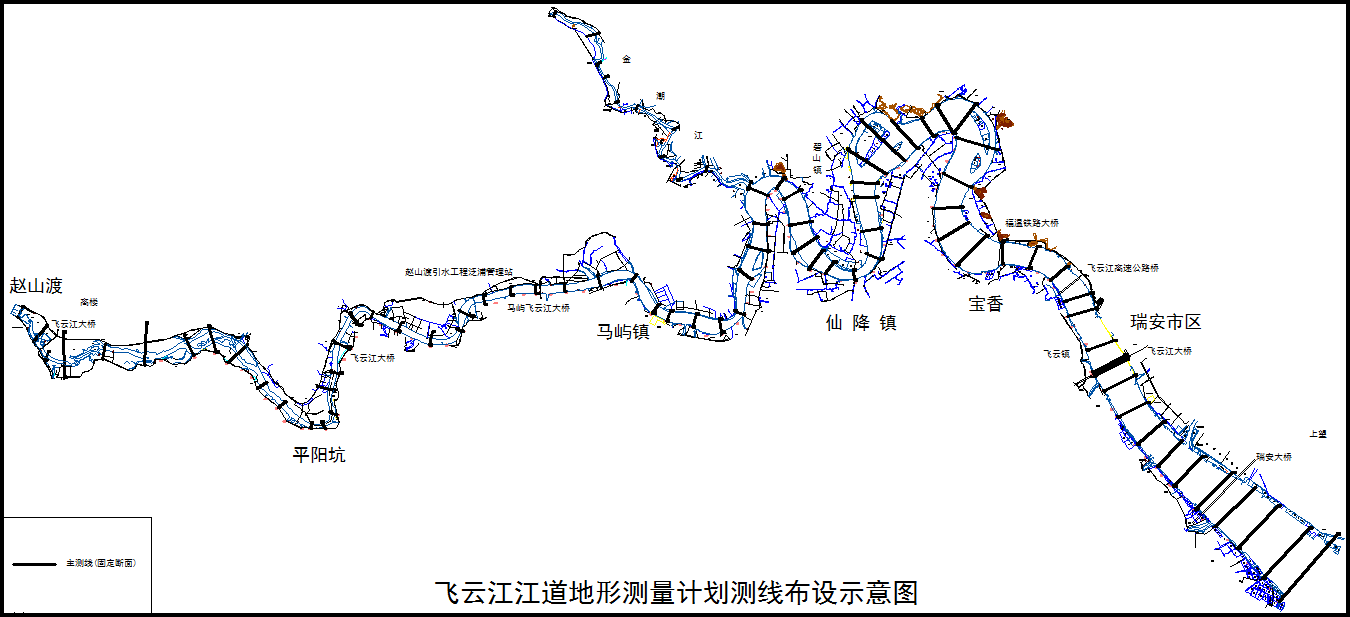 金
潮
江
碧
山
镇
福温铁路大桥
飞云江高速公路桥
赵山渡引水工程泛浦管理站
赵山渡
高楼
飞云江大桥
马屿飞云江大桥
宝香
仙降镇
瑞安市区
马屿镇
飞云镇
飞云江大桥
飞云江大桥
上望
平阳坑
瑞安大桥
主测线(固定断面)
飞云江江道地形测量计划测线布设示意图